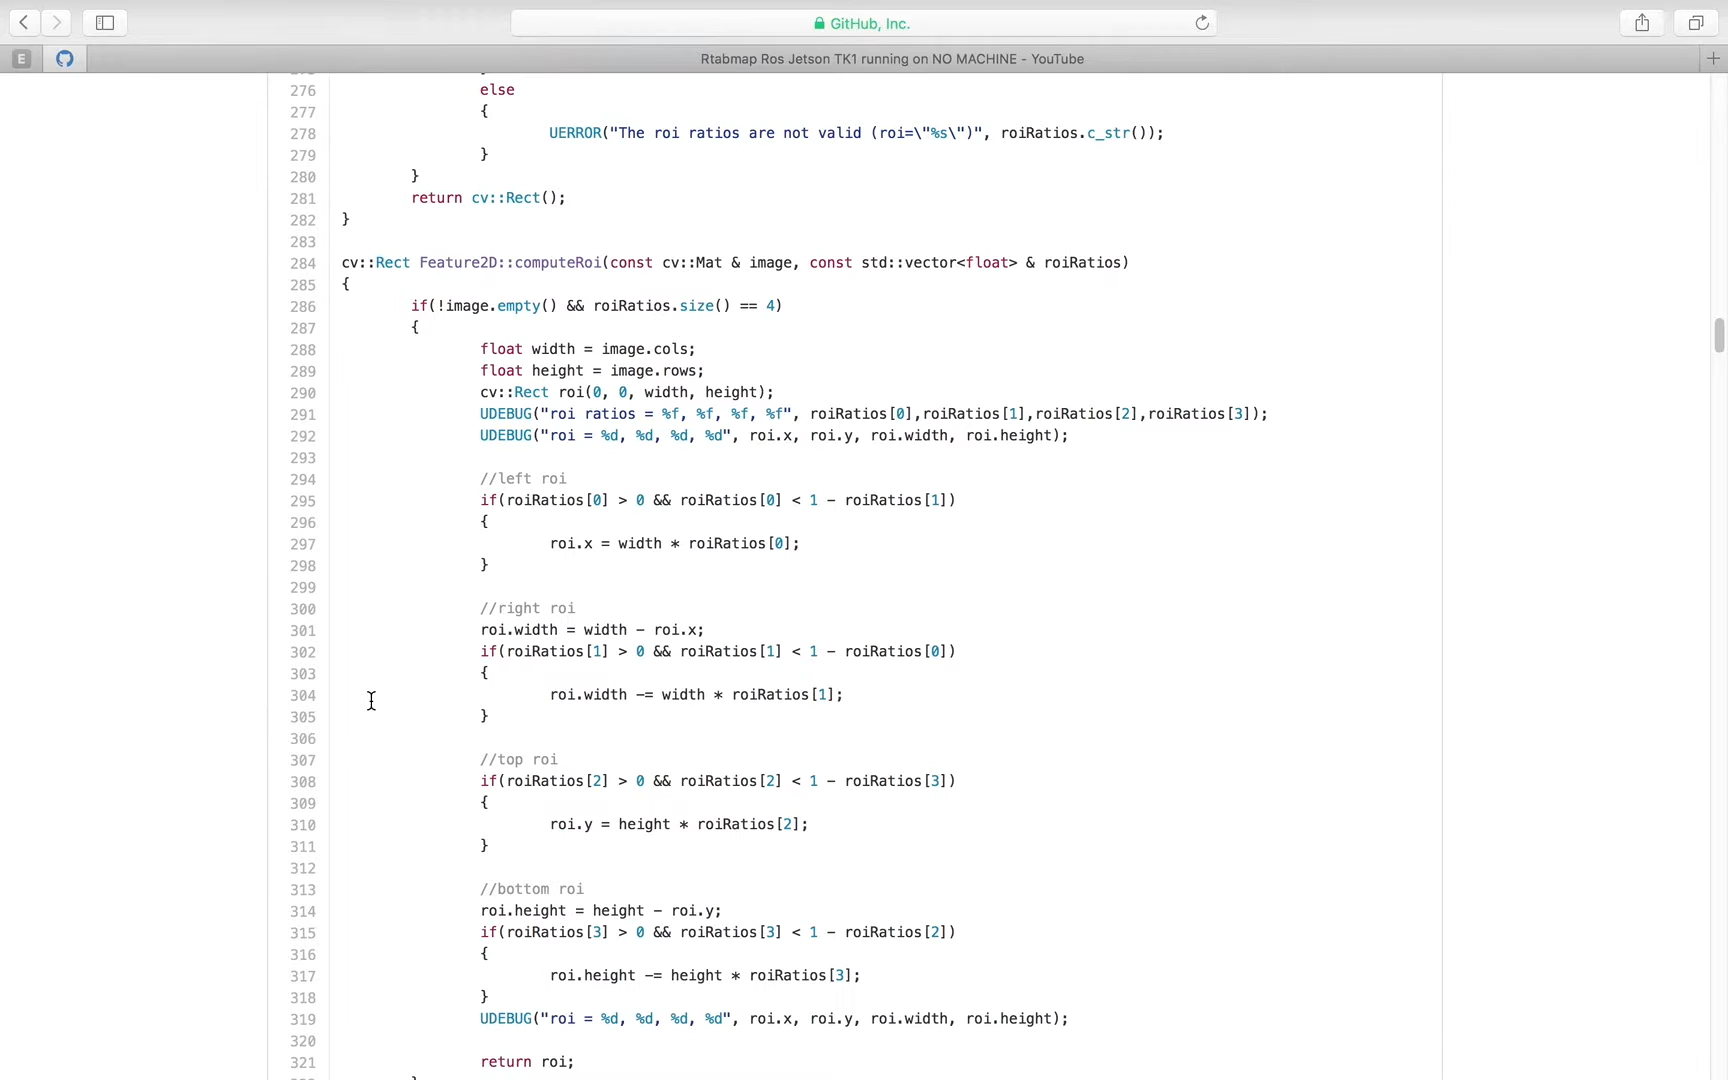 GitHub, Inc.
E
Rtabmap Ros Jetson TK1 running on NO MACHINE - YouTube
276 else
277 {
278 UERROR("The roi ratios are not valid (roi=\"%s\")", roiRatios.c_str());
279 }
280 }
281 return cv::Rect();
282 }
283
284 cv::Rect Feature2D::computeRoi(const cv::Mat & image, const std::vector<float> & roiRatios)
285 {
286 if(!image.empty() && roiRatios.size() == 4)
287 {
288 float width = image.cols;
289 float height = image.rows;
290 cv::Rect roi(0, 0, width, height);
291 UDEBUG("roi ratios = %f, %f, %f, %f", roiRatios[0],roiRatios[1],roiRatios[2],roiRatios[3]);
292 UDEBUG("roi = %d, %d, %d, %d", roi.x, roi.y, roi.width, roi.height);
293
294 //left roi
295 if(roiRatios[0] > 0 && roiRatios[0] < 1 - roiRatios[1])
296 {
297 roi.x = width * roiRatios[0];
298 }
299
300 //right roi
301 roi.width = width - roi.x;
302 if(roiRatios[1] > 0 && roiRatios[1] < 1 - roiRatios[0])
303 {
304 roi.width -= width * roiRatios[1];
305 }
306
307 //top roi
308 if(roiRatios[2] > 0 && roiRatios[2] < 1 - roiRatios[3])
309 {
310 roi.y = height * roiRatios[2];
311 }
312
313 //bottom roi
314 roi.height = height - roi.y;
315 if(roiRatios[3] > 0 && roiRatios[3] < 1 - roiRatios[2])
316 {
317 roi.height -= height * roiRatios[3];
318 }
319 UDEBUG("roi = %d, %d, %d, %d", roi.x, roi.y, roi.width, roi.height);
320
321 return roi;